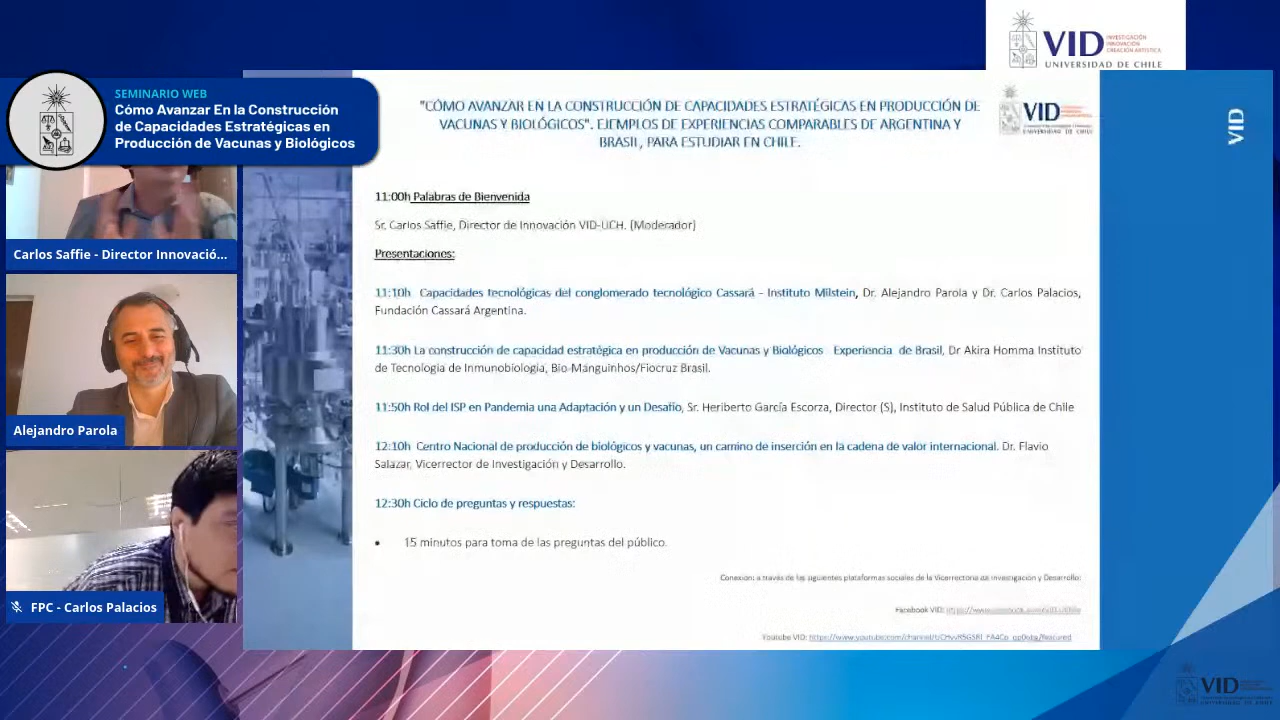 VID
INVESTIGACIÓN
INNOVACIÓN
CREACIÓN ARTÍSTICA
UNIVERSIDAD DE CHILE
SEMINARIO WEB
Cómo Avanzar En la Construcción
de Capacidades Estratégicas en
Producción de Vacunas y Biológicos
Carlos Saffie - Director Innovació...
Alejandro Parola
FPC - Carlos Palacios
"CÓMO AVANZAR EN LA CONSTRUCCIÓN DE CAPACIDADES ESTRATÉGICAS EN PRODUCCIÓN DE
VACUNAS Y BIOLÓGICOS". EJEMPLOS DE EXPERIENCIAS COMPARABLES DE ARGENTINA Y
BRASIL, PARA ESTUDIAR EN CHILE.
VID
UNIVERSIDAD DE CHILE
VID
11:00h Palabras de Bienvenida
Sr. Carlos Saffie, Director de Innovación VID-UCH. (Moderador)
Presentaciones:
11:10h Capacidades tecnológicas del conglomerado tecnológico Cassará - Instituto Milstein, Dr. Alejandro Parola y Dr. Carlos Palacios,
Fundación Cassará Argentina.
11:30h La construcción de capacidad estratégica en producción de Vacunas y Biológicos Experiencia de Brasil, Dr Akira Homma Instituto
de Tecnologia de Inmunobiologia, Bio-Manguinhos/Fiocruz Brasil.
11:50h Rol del ISP en Pandemia una Adaptación y un Desafío, Sr. Heriberto García Escorza, Director (S), Instituto de Salud Pública de Chile
12:10h Centro Nacional de producción de biológicos y vacunas, un camino de inserción en la cadena de valor internacional. Dr. Flavio
Salazar, Vicerrector de Investigación y Desarrollo.
12:30h Ciclo de preguntas y respuestas:
• 15 minutos para toma de las preguntas del público.
Conexión: a través de las siguientes plataformas sociales de la Vicerrectoría de Investigación y Desarrollo:
Facebook VID:
Youtube VID:
VID
UNIVERSIDAD DE CHILE